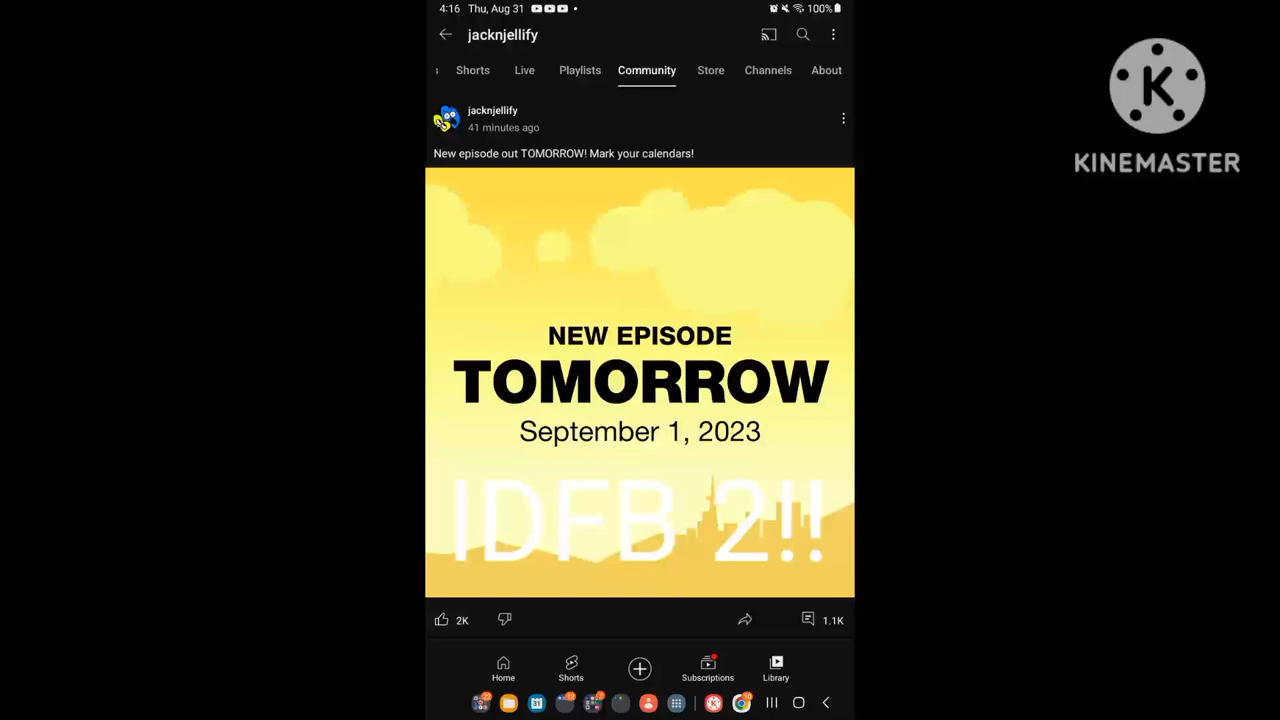 4:16 Thu, Aug 31
100%
jacknjellify
s Shorts Live Playlists Community Store Channels About
jacknjellify
41 minutes ago
New episode out TOMORROW! Mark your calendars!
NEW EPISODE
TOMORROW
September 1, 2023
IDFB 2!!
2K
1.1K
Home Shorts Subscriptions Library
K
KINEMASTER